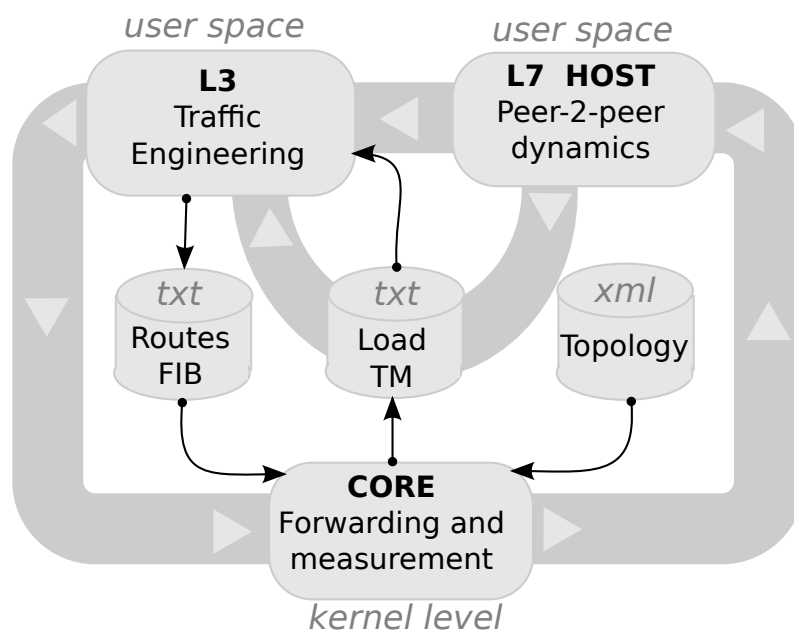 user space
user space
L3
Traffic
Engineering
L7 HOST
Peer-2-peer
dynamics
txt
Routes
FIB
txt
Load
TM
xml
Topology
CORE
Forwarding and
measurement
kernel level